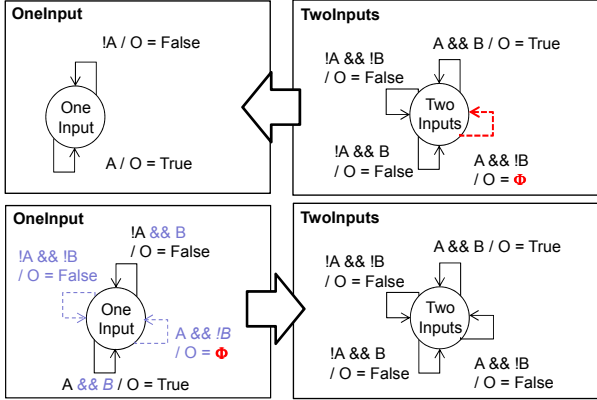 OneInput
!A / O = False
One
Input
A / O = True
TwoInputs
!A && !B
/ O = False
A && B / O = True
Two
Inputs
!A && B
/ O = False
A && !B
/ O = Φ
OneInput
!A && B
/ O = False
!A && !B
/ O = False
One
Input
A && !B
/ O = Φ
A && B / O = True
TwoInputs
!A && !B
/ O = False
A && B / O = True
Two
Inputs
!A && B
/ O = False
A && !B
/ O = False